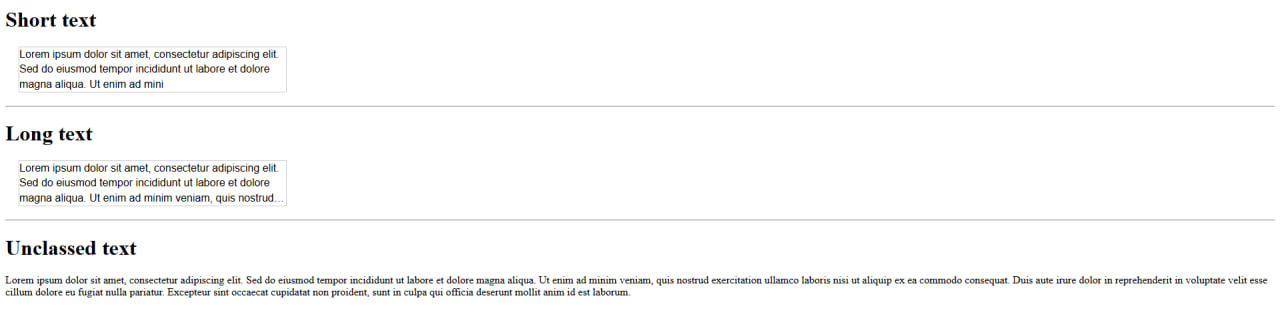 Short text
Lorem ipsum dolor sit amet, consectetur adipiscing elit.
Sed do eiusmod tempor incididunt ut labore et dolore
magna aliqua. Ut enim ad mini
Long text
Lorem ipsum dolor sit amet, consectetur adipiscing elit.
Sed do eiusmod tempor incididunt ut labore et dolore
magna aliqua. Ut enim ad minim veniam, quis nostrud…
Unclassed text
Lorem ipsum dolor sit amet, consectetur adipiscing elit. Sed do eiusmod tempor incididunt ut labore et dolore magna aliqua. Ut enim ad minim veniam, quis nostrud exercitation ullamco laboris nisi ut aliquip ex ea commodo consequat. Duis aute irure dolor in reprehenderit in voluptate velit esse
cillum dolore eu fugiat nulla pariatur. Excepteur sint occaecat cupidatat non proident, sunt in culpa qui officia deserunt mollit anim id est laborum.